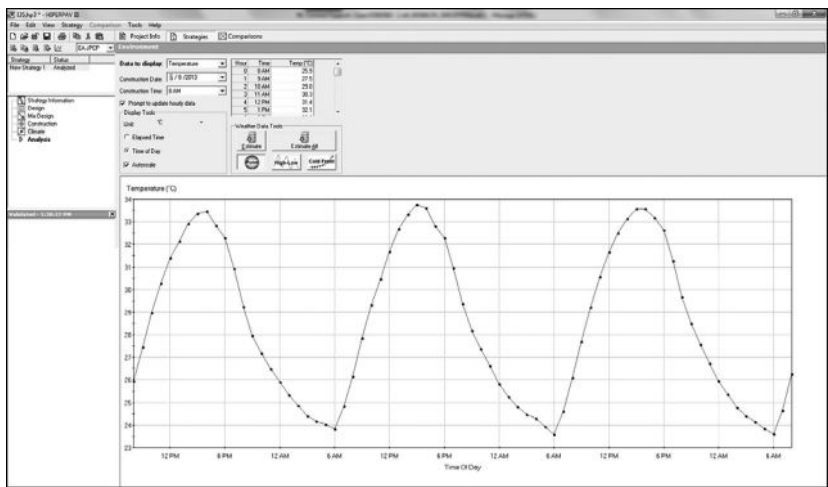 File Edit View Strategy Comparison Tools Help
Project Info Strategies Comparisons
Environment
Strategy Status
New Strategy 1 Analyzed
Strategy Information
Design
Mix Design
Construction
Climate
Analysis
Data to display: Temperature
Construction Date: 5 / 8 /2013
Construction Time: 8 AM
Prompt to update hourly data
Display Tools
Unit: °C
Elapsed Time
Time of Day
Autoscale
Hour Time Temp (°C)
0 8 AM 25.9
1 9 AM 27.5
2 10 AM 29.0
3 11 AM 30.3
4 12 PM 31.4
5 1 PM 32.1
Weather Data Tools
Estimate Estimate All
High-Low Cold Front
Temperature (°C)
34
33
32
31
30
29
28
27
26
25
24
23
12 PM 6 PM 12 AM 6 AM 12 PM 6 PM 12 AM 6 AM 12 PM 6 PM 12 AM 6 AM
Time Of Day